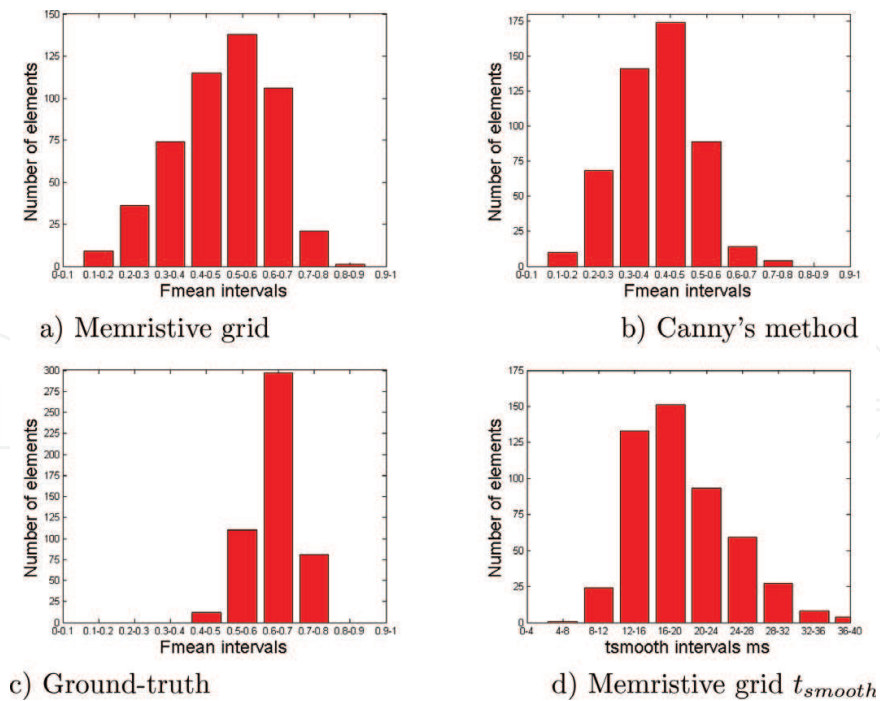 150
125
100
75
50
25
0
Number of elements
0-0.1 0.1-0.2 0.2-0.3 0.3-0.4 0.4-0.5 0.5-0.6 0.6-0.7 0.7-0.8 0.8-0.9 0.9-1
Fmean intervals
a) Memristive grid
175
150
125
100
75
50
25
0
Number of elements
0-0.1 0.1-0.2 0.2-0.3 0.3-0.4 0.4-0.5 0.5-0.6 0.6-0.7 0.7-0.8 0.8-0.9 0.9-1
Fmean intervals
b) Canny's method
300
275
250
225
200
175
150
125
100
75
50
25
0
Number of elements
0-0.1 0.1-0.2 0.2-0.3 0.3-0.4 0.4-0.5 0.5-0.6 0.6-0.7 0.7-0.8 0.8-0.9 0.9-1
Fmean intervals
c) Ground-truth
175
150
125
100
75
50
25
0
Number of elements
0-4 4-8 8-12 12-16 16-20 20-24 24-28 28-32 32-36 36-40
tsmooth intervals ms
d) Memristive grid tsmooth